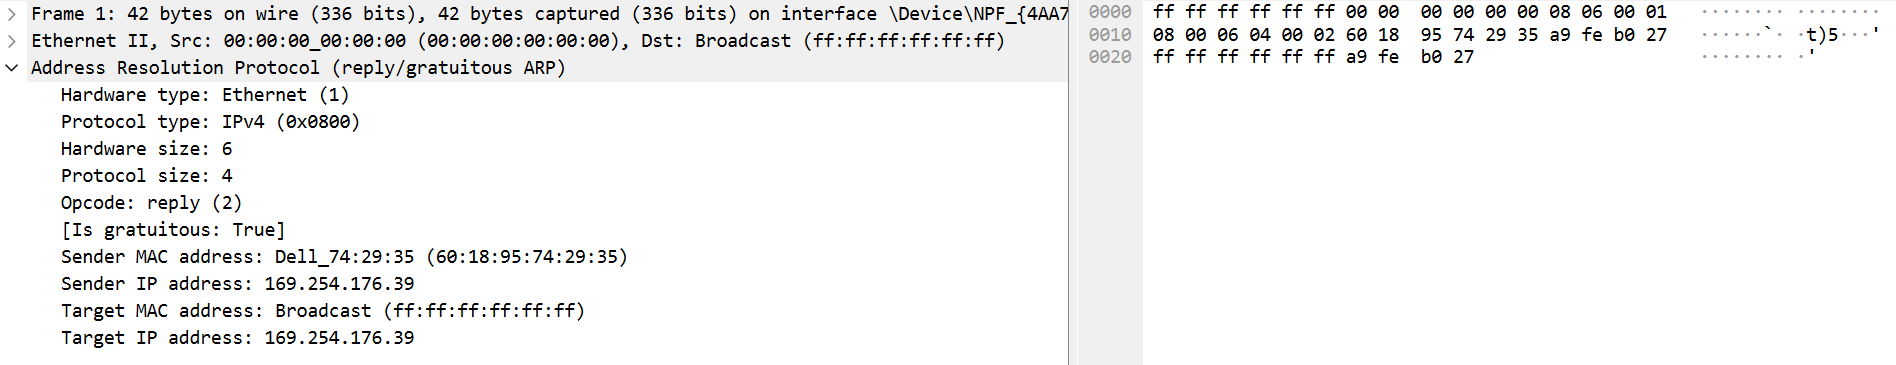 Frame 1: 42 bytes on wire (336 bits), 42 bytes captured (336 bits) on interface \Device\NPF_{4AA7
Ethernet II, Src: 00:00:00_00:00:00 (00:00:00:00:00:00), Dst: Broadcast (ff:ff:ff:ff:ff:ff)
Address Resolution Protocol (reply/gratuitous ARP)
Hardware type: Ethernet (1)
Protocol type: IPv4 (0x0800)
Hardware size: 6
Protocol size: 4
Opcode: reply (2)
[Is gratuitous: True]
Sender MAC address: Dell_74:29:35 (60:18:95:74:29:35)
Sender IP address: 169.254.176.39
Target MAC address: Broadcast (ff:ff:ff:ff:ff:ff)
Target IP address: 169.254.176.39
0000 ff ff ff ff ff ff 00 00 00 00 00 00 08 06 00 01 ········ ········
0010 08 00 06 04 00 02 60 18 95 74 29 35 a9 fe b0 27 ······`· ·t)5···'
0020 ff ff ff ff ff ff a9 fe b0 27 ········ ·'